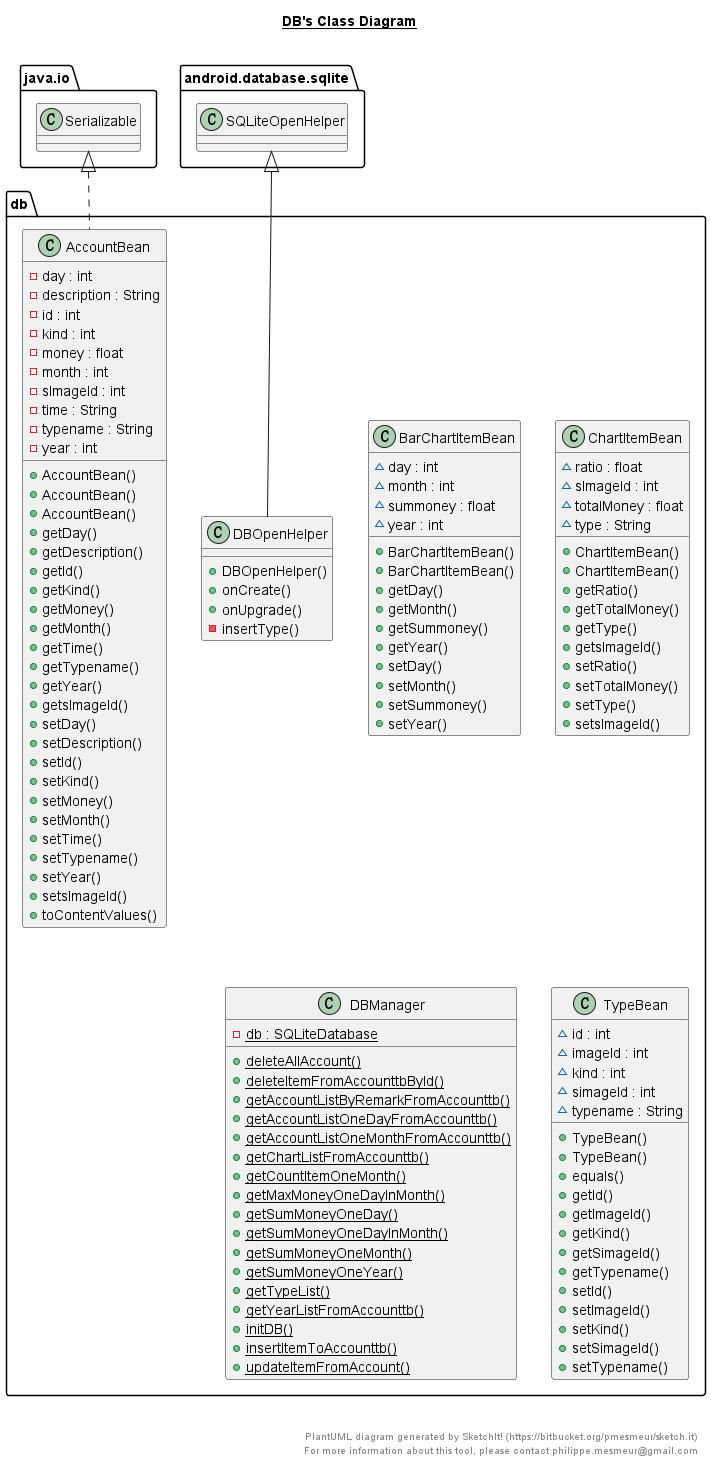 DB's Class Diagram
java.io
C Serializable
android.database.sqlite
C SQLiteOpenHelper
db
C AccountBean
day : int
description : String
id : int
kind : int
money : float
month : int
sImageId : int
time : String
typename : String
year : int
AccountBean()
AccountBean()
AccountBean()
getDay()
getDescription()
getId()
getKind()
getMoney()
getMonth()
getTime()
getTypename()
getYear()
getsImageId()
setDay()
setDescription()
setId()
setKind()
setMoney()
setMonth()
setTime()
setTypename()
setYear()
setsImageId()
toContentValues()
C DBOpenHelper
DBOpenHelper()
onCreate()
onUpgrade()
insertType()
C BarChartItemBean
day : int
month : int
summoney : float
year : int
BarChartItemBean()
BarChartItemBean()
getDay()
getMonth()
getSummoney()
getYear()
setDay()
setMonth()
setSummoney()
setYear()
C ChartItemBean
ratio : float
sImageId : int
totalMoney : float
type : String
ChartItemBean()
ChartItemBean()
getRatio()
getTotalMoney()
getType()
getsImageId()
setRatio()
setTotalMoney()
setType()
setsImageId()
C DBManager
db : SQLiteDatabase
deleteAllAccount()
deleteItemFromAccounttbById()
getAccountListByRemarkFromAccounttb()
getAccountListOneDayFromAccounttb()
getAccountListOneMonthFromAccounttb()
getChartListFromAccounttb()
getCountItemOneMonth()
getMaxMoneyOneDayInMonth()
getSumMoneyOneDay()
getSumMoneyOneDayInMonth()
getSumMoneyOneMonth()
getSumMoneyOneYear()
getTypeList()
getYearListFromAccounttb()
initDB()
insertItemToAccounttb()
updateItemFromAccount()
C TypeBean
id : int
imageId : int
kind : int
simageId : int
typename : String
TypeBean()
TypeBean()
equals()
getId()
getImageId()
getKind()
getSimageId()
getTypename()
setId()
setImageId()
setKind()
setSimageId()
setTypename()
PlantUML diagram generated by SketchIt! (https://bitbucket.org/pmesmeur/sketch.it)
For more information about this tool, please contact philippe.mesmeur@gmail.com